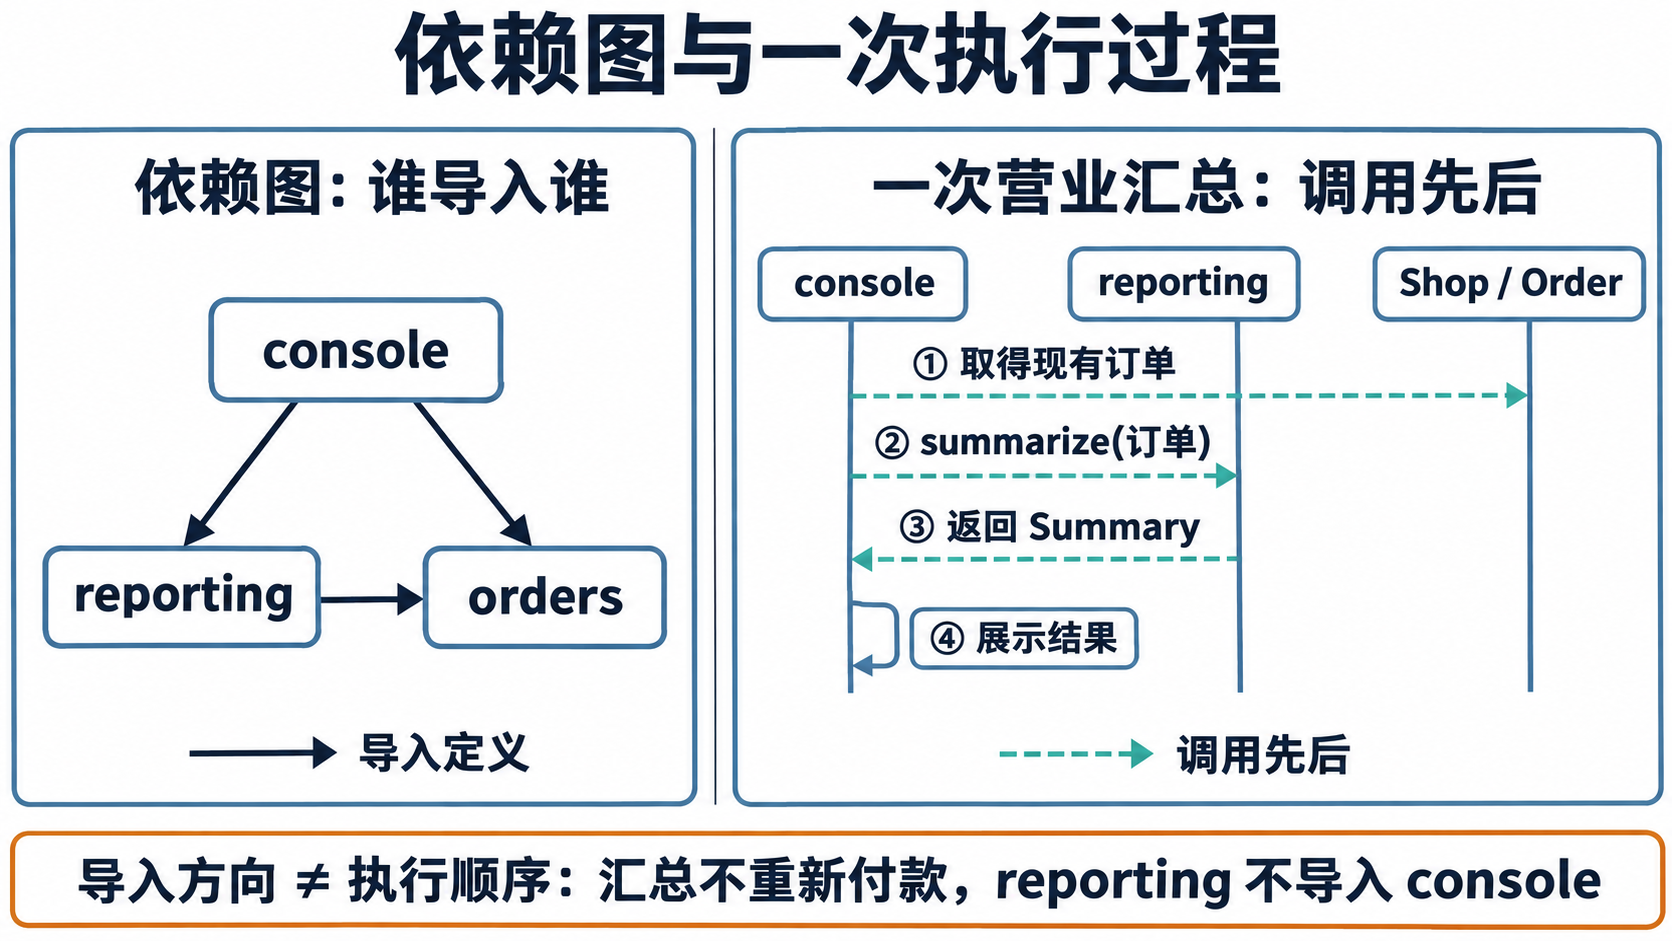 依赖图与一次执行过程
依赖图：谁导入谁
console
reporting
orders
导入定义
一次营业汇总：调用先后
console
reporting
Shop / Order
① 取得现有订单
② summarize(订单)
③ 返回 Summary
④ 展示结果
调用先后
导入方向 ≠ 执行顺序：汇总不重新付款，reporting 不导入 console